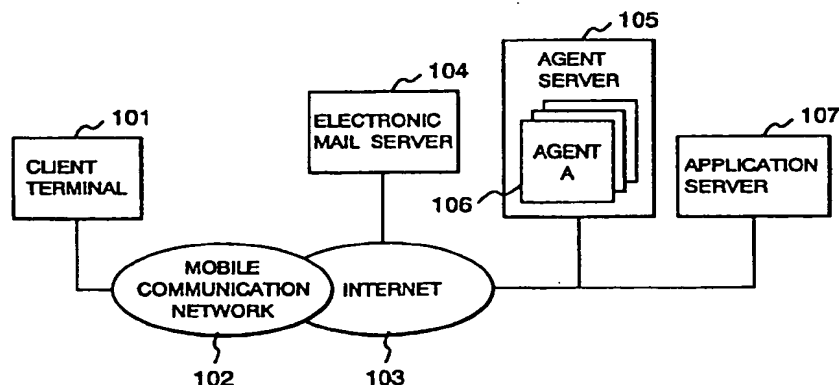 105
AGENT
SERVER
104
ELECTRONIC
MAIL SERVER
101
CLIENT
TERMINAL
AGENT
A
106
107
APPLICATION
SERVER
MOBILE
COMMUNICATION
NETWORK
INTERNET
102
103